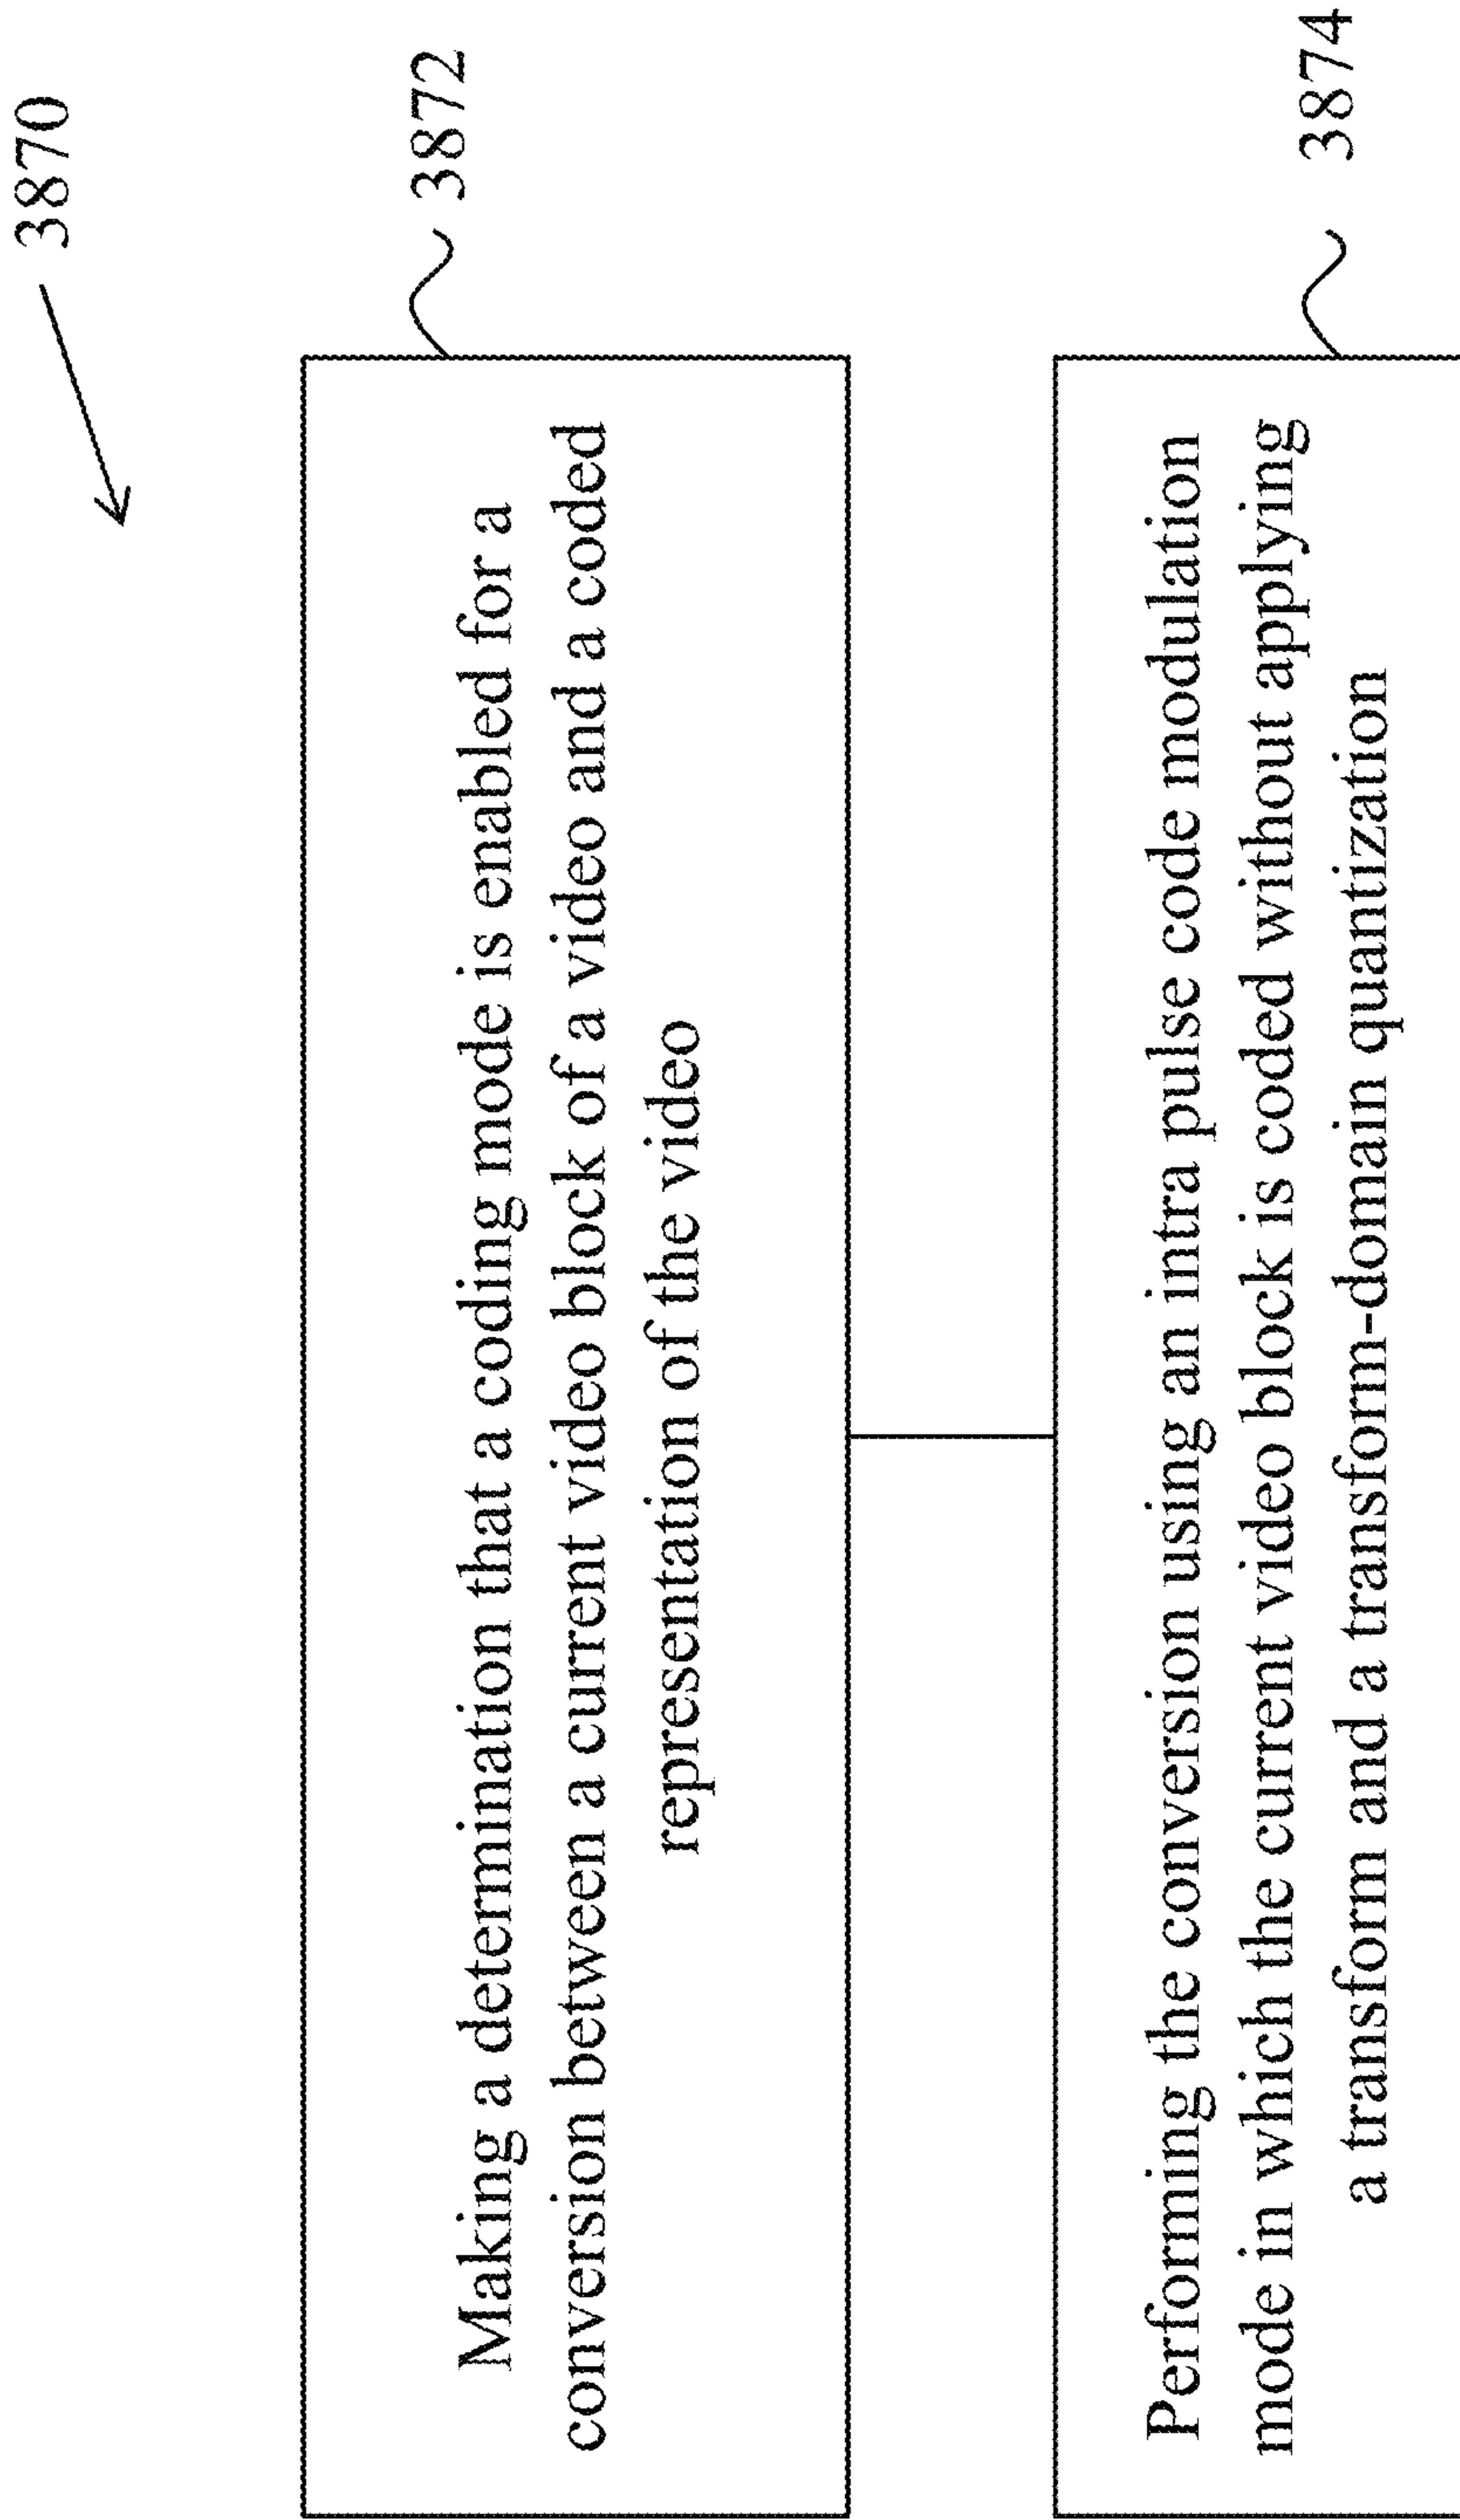 3870
Making a determination that a coding mode is enabled for a
conversion between a current video block of a video and a coded
representation of the video
3872
Performing the conversion using an intra pulse code modulation
mode in which the current video block is coded without applying
a transform and a transform-domain quantization
3874